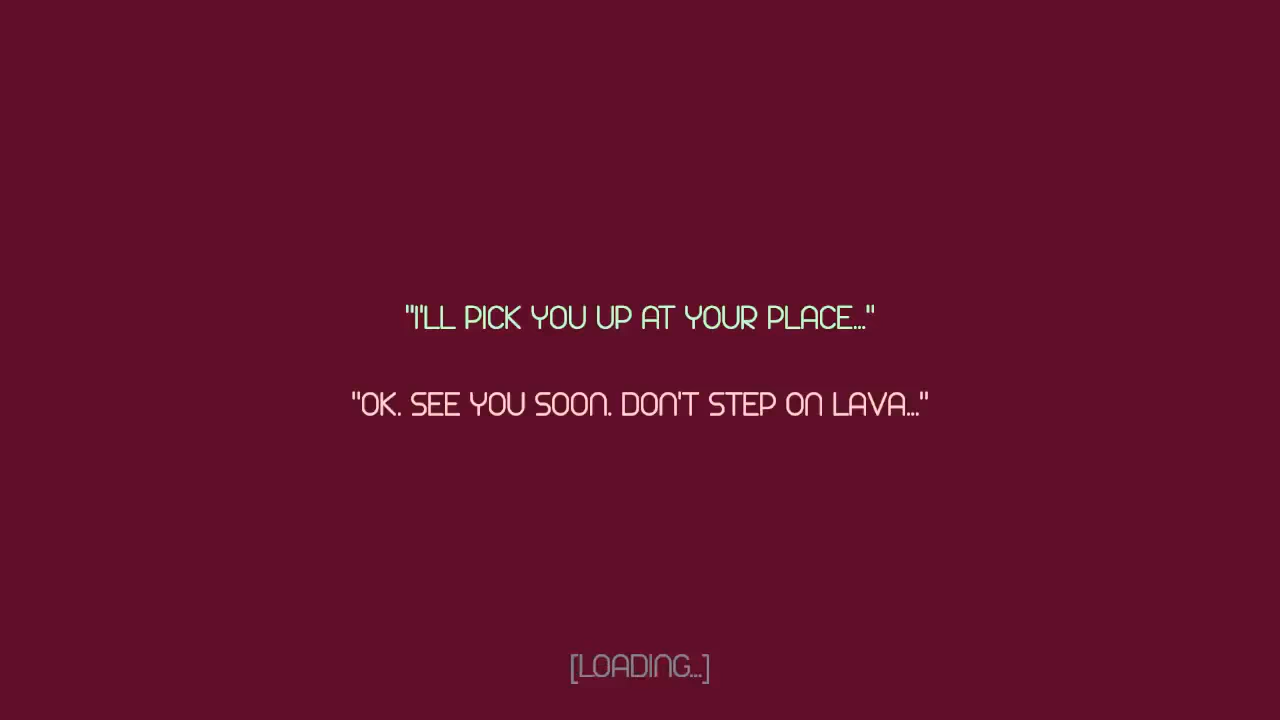 "I'LL PICK YOU UP AT YOUR PLACE..."
"OK. SEE YOU SOON. DON'T STEP ON LAVA..."
[LOADING...]